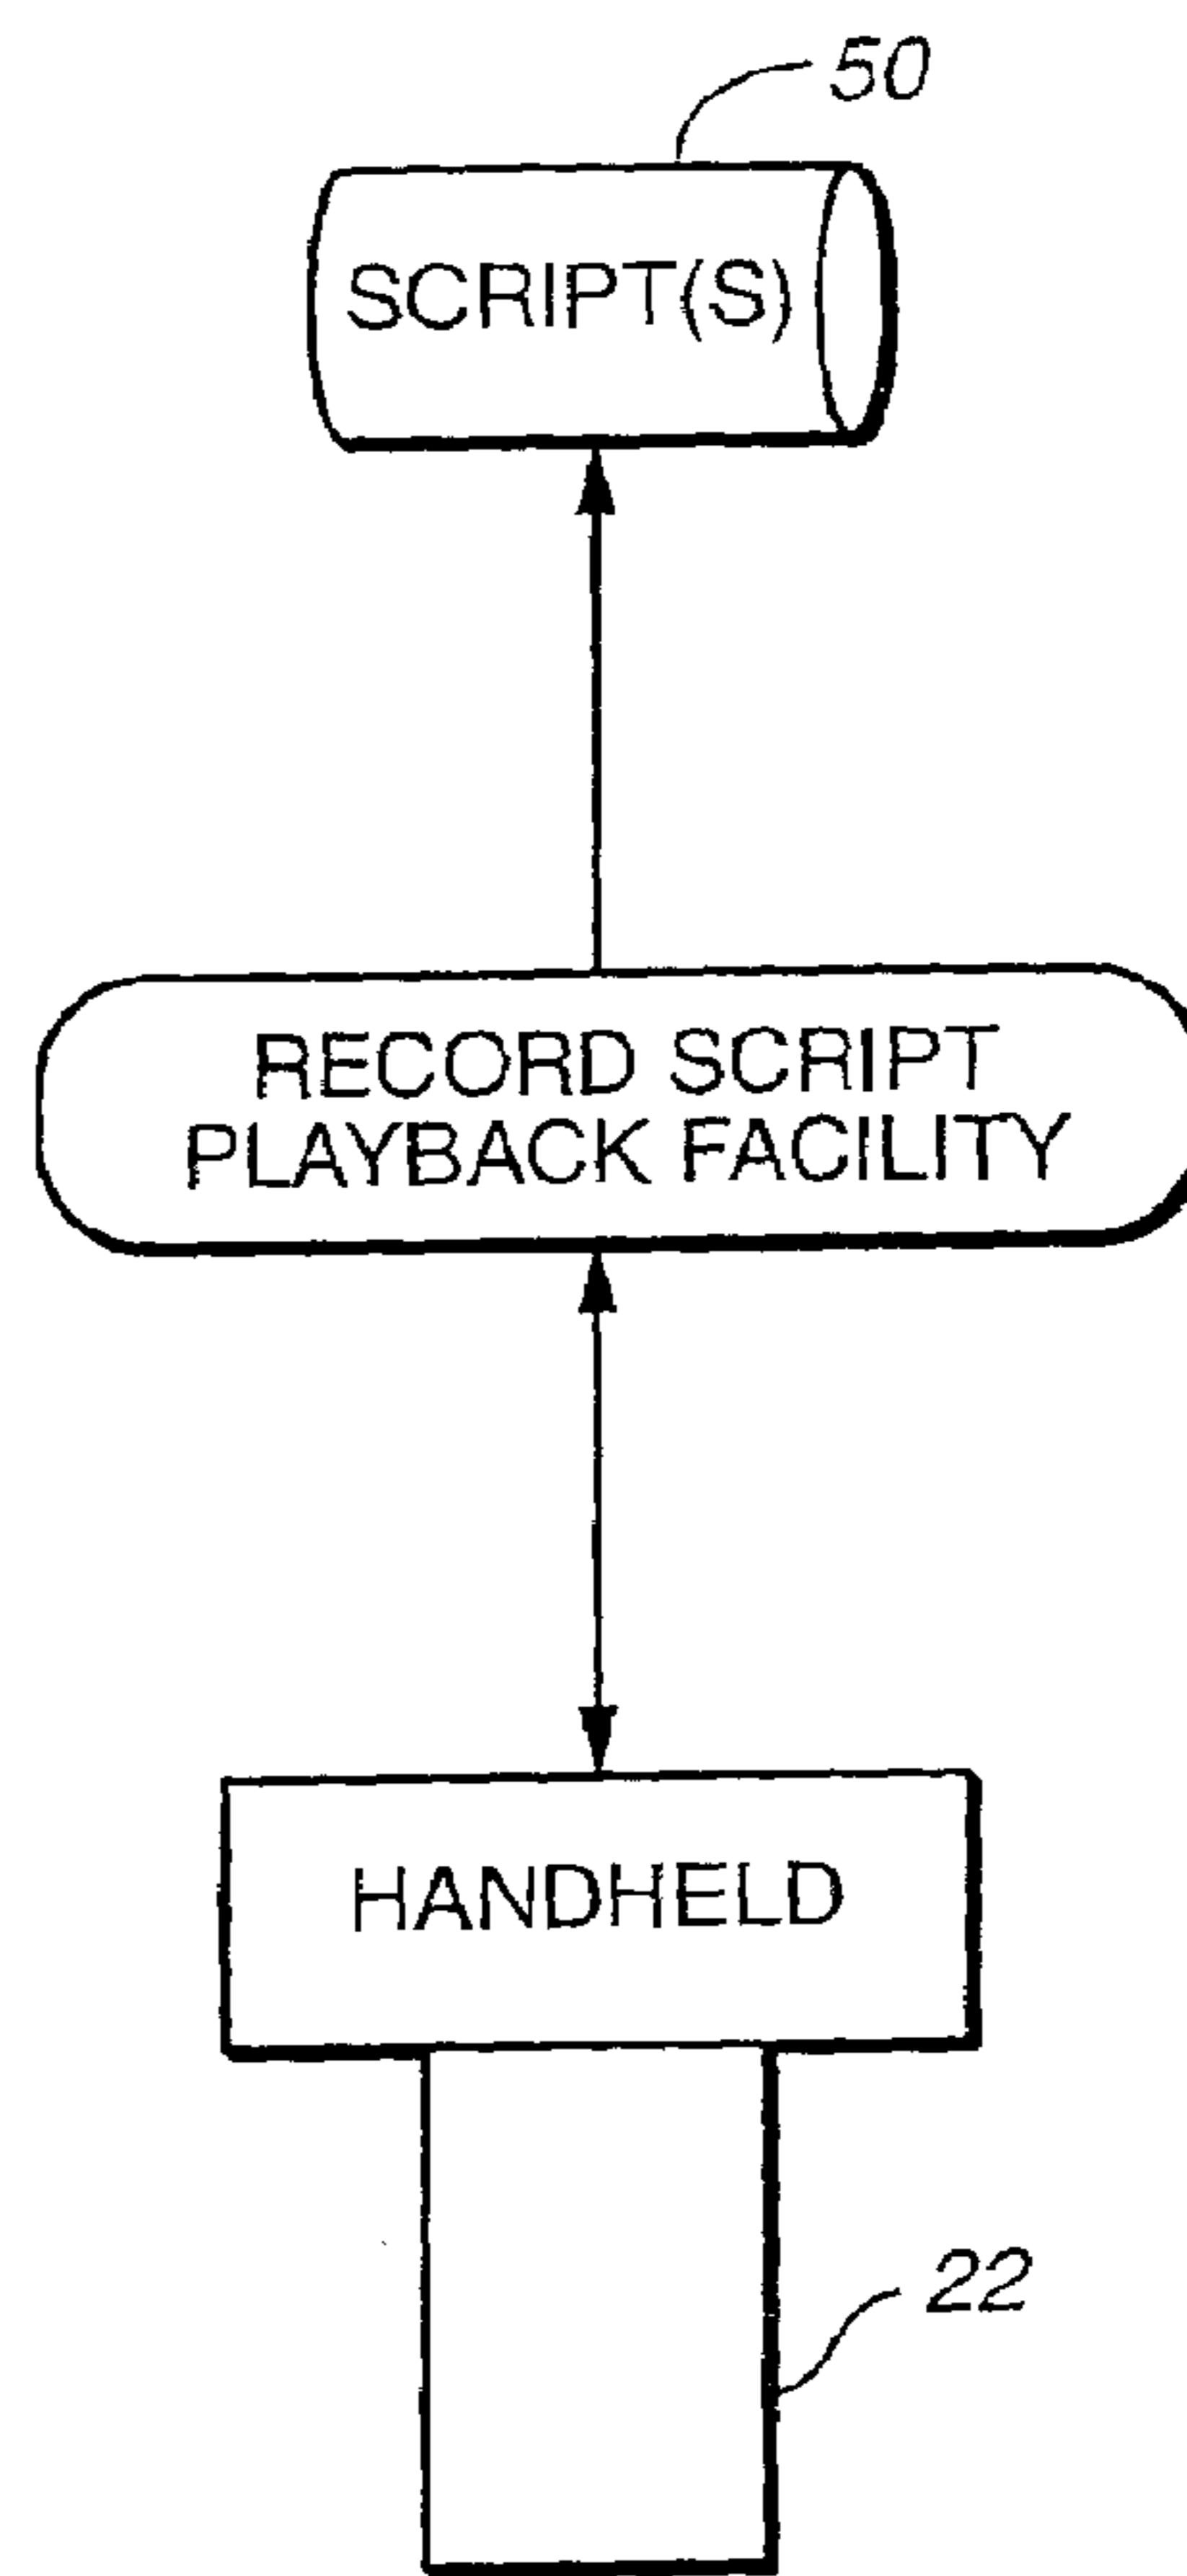 50
SCRIPT(S)
RECORD SCRIPT
PLAYBACK FACILITY
HANDHELD
22